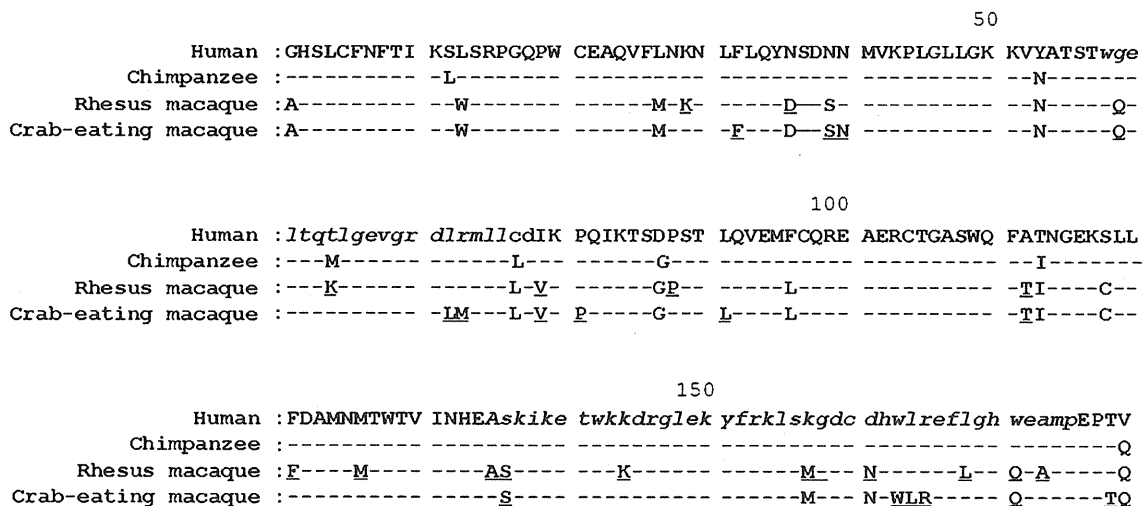 50
Human :GHSLCFNFTI KSLSRPGQPW CEAQVFLNKN LFLQYNSDNN MVKPLGLLGK KVYATSTwge
Chimpanzee :---------- -L-------- ---------- ---------- ---------- --N-------
Rhesus macaque :A--------- --W------- -----M-K-- -----D—-S- ---------- --N-----Q-
Crab-eating macaque :A--------- --W------- -----M---- -F---D—-SN ---------- --N-----Q-
100
Human :ltqtlgevgr dlrmllcdIK PQIKTSDPST LQVEMFCQRE AERCTGASWQ FATNGEKSLL
Chimpanzee :---M------ ------L--- ------G--- ---------- ---------- --I-------
Rhesus macaque :---K------ ------L-V- ------GP-- -----L---- ---------- -TI----C--
Crab-eating macaque :---------- -LM---L-V- P-----G--- L----L---- ---------- -TI----C--
150
Human :FDAMNMTWTV INHEAskike twkkdrglek yfrklskgdc dhwlreflgh weampEPTV
Chimpanzee :---------- ---------- ---------- ---------- ---------- --------Q
Rhesus macaque :F----M---- ----AS---- ---K------ ------M--- N------L-- Q-A-----Q
Crab-eating macaque :---------- -----S---- ---------- ------M--- N-WLR----- Q------TQ